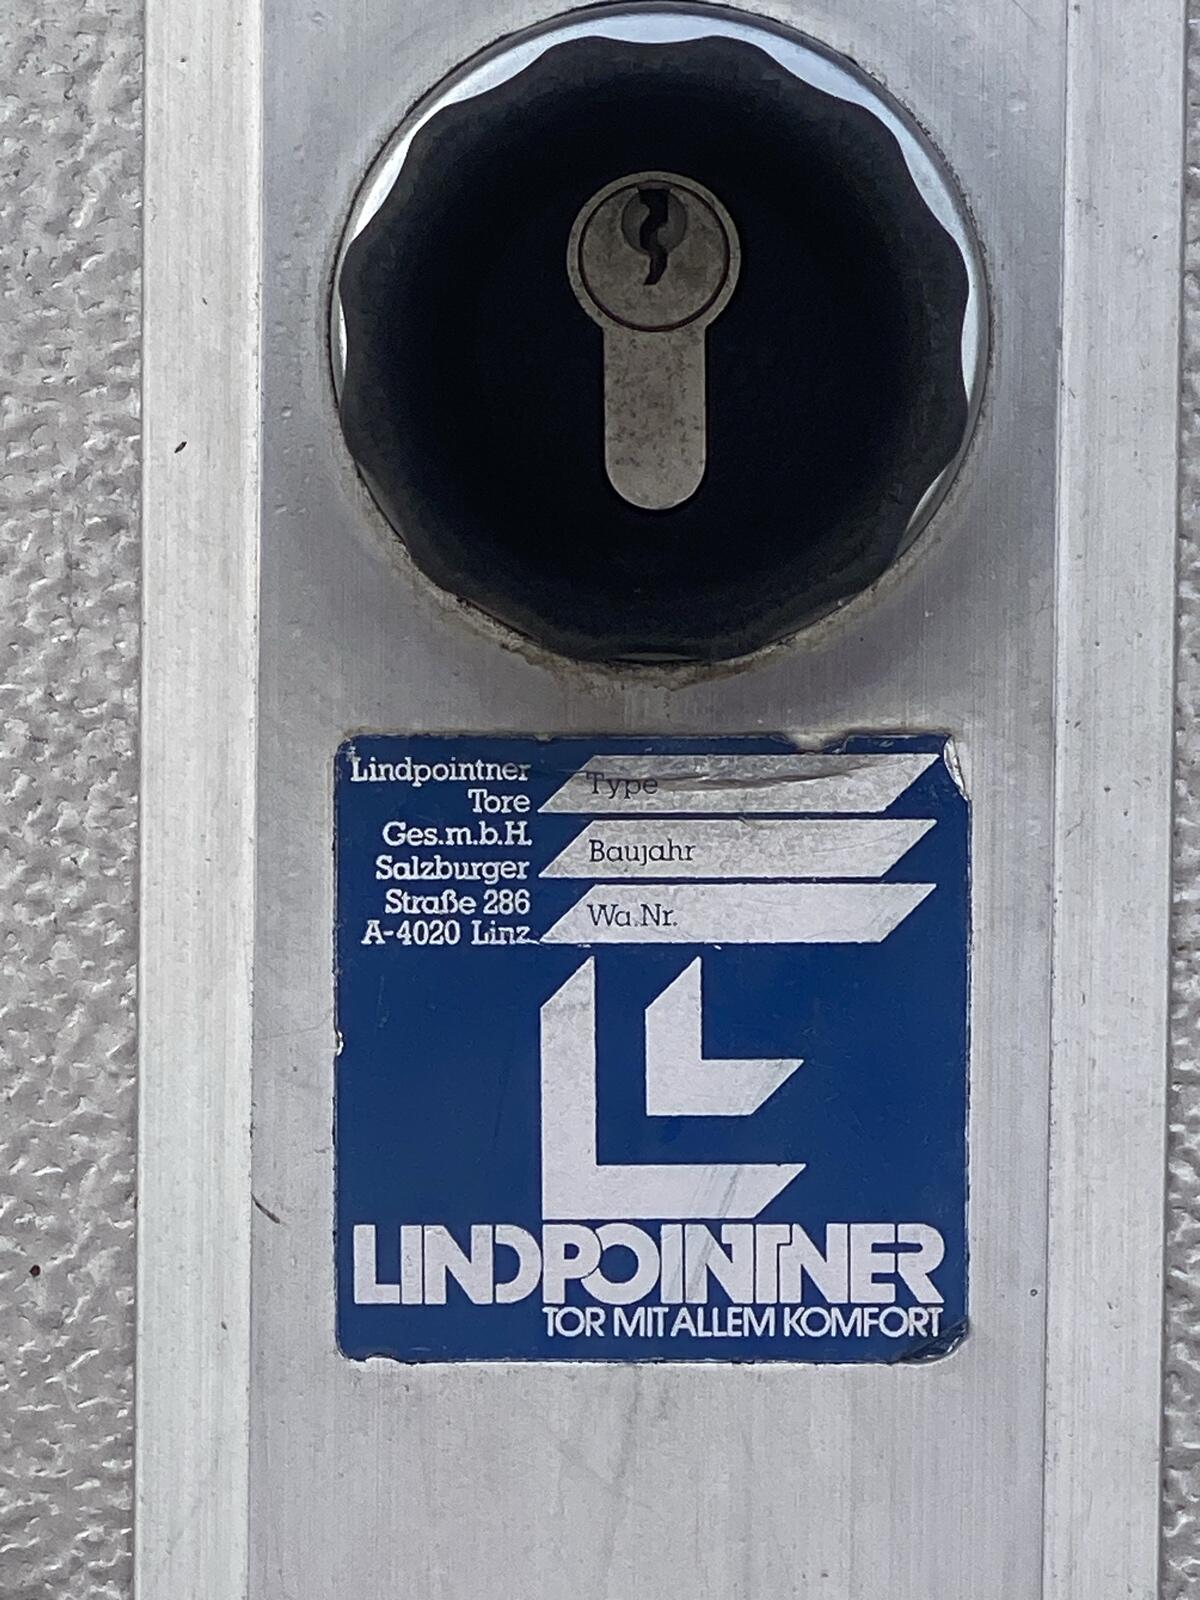 Lindpointner
Tore
Ges.m.b.H.
Salzburger
Straße 286
A-4020 Linz
Type
Baujahr
Wa.Nr.
LINDPOINTNER
TOR MIT ALLEM KOMFORT